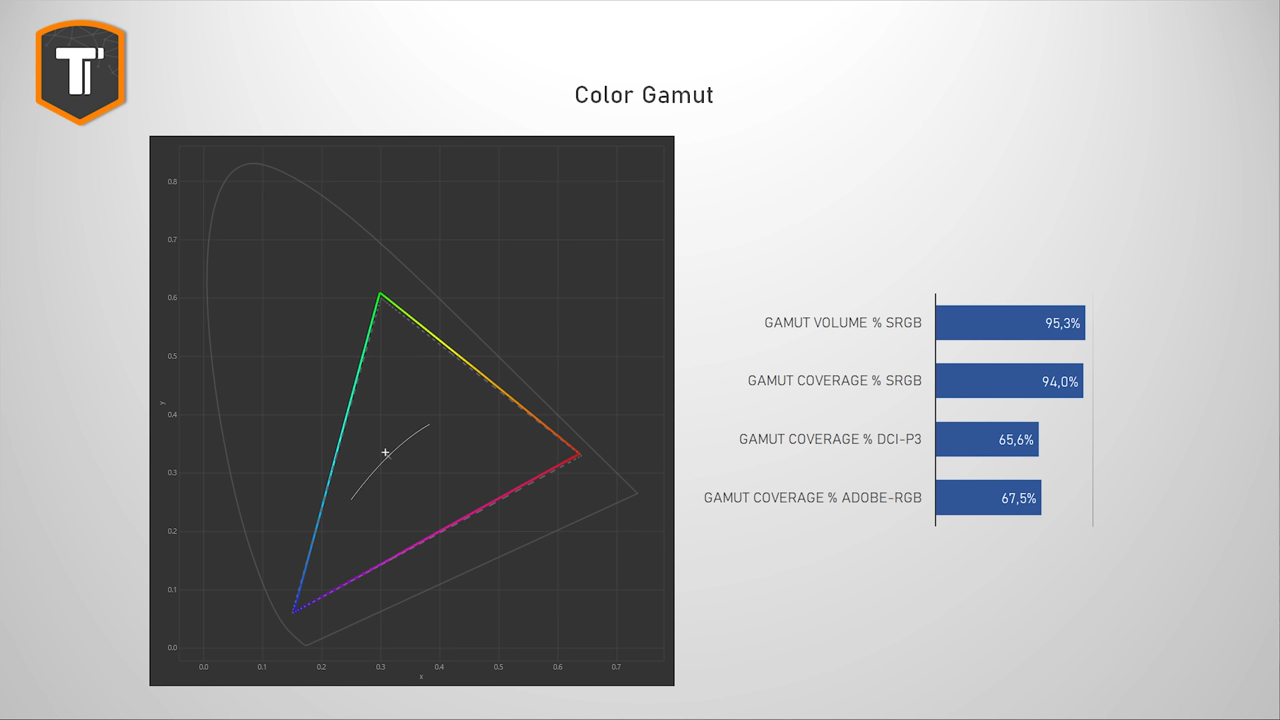 Ti
Color Gamut
0.8
0.7
0.6
0.5
0.4
0.3
0.2
0.1
0.0
y
0.0 0.1 0.2 0.3 0.4 0.5 0.6 0.7
x
GAMUT VOLUME % SRGB 95,3%
GAMUT COVERAGE % SRGB 94,0%
GAMUT COVERAGE % DCI-P3 65,6%
GAMUT COVERAGE % ADOBE-RGB 67,5%